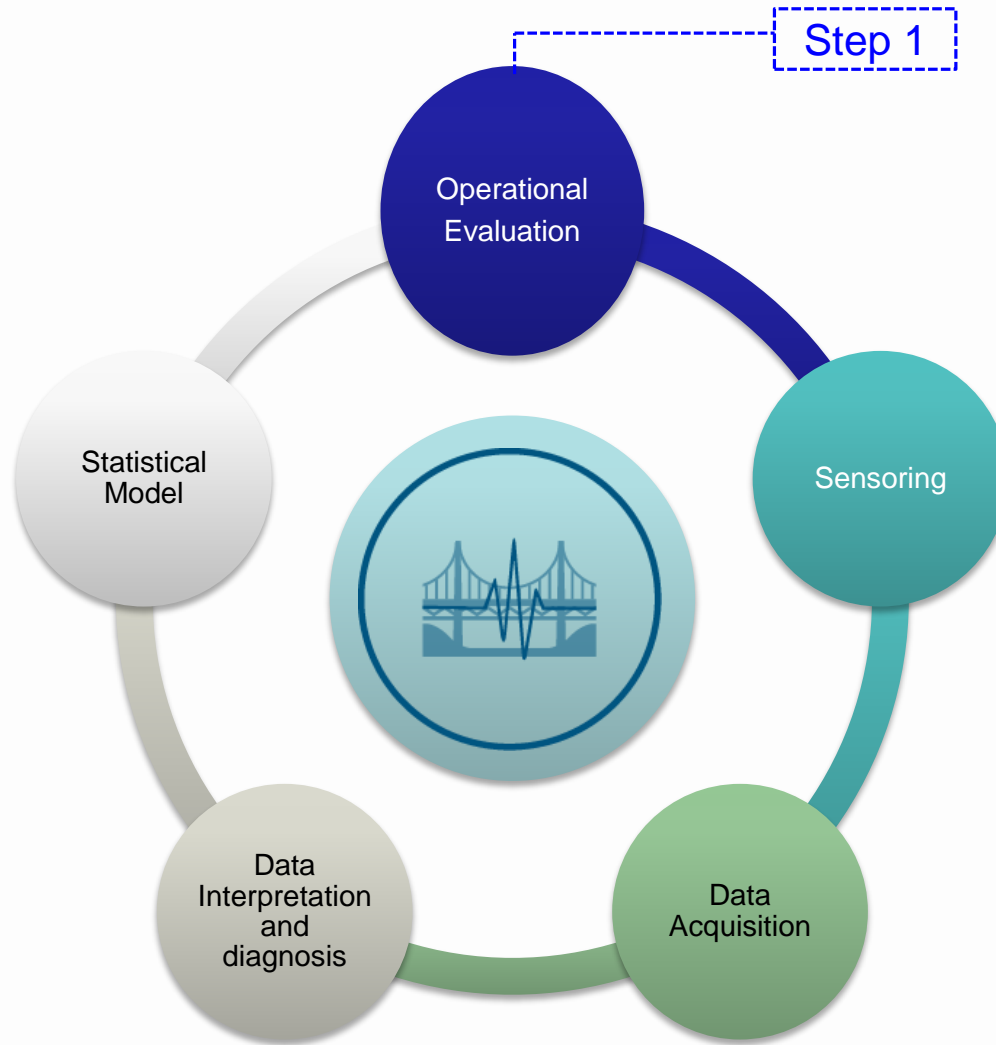 Step 1
Operational
Evaluation
Sensoring
Data
Acquisition
Data
Interpretation
and
diagnosis
Statistical
Model